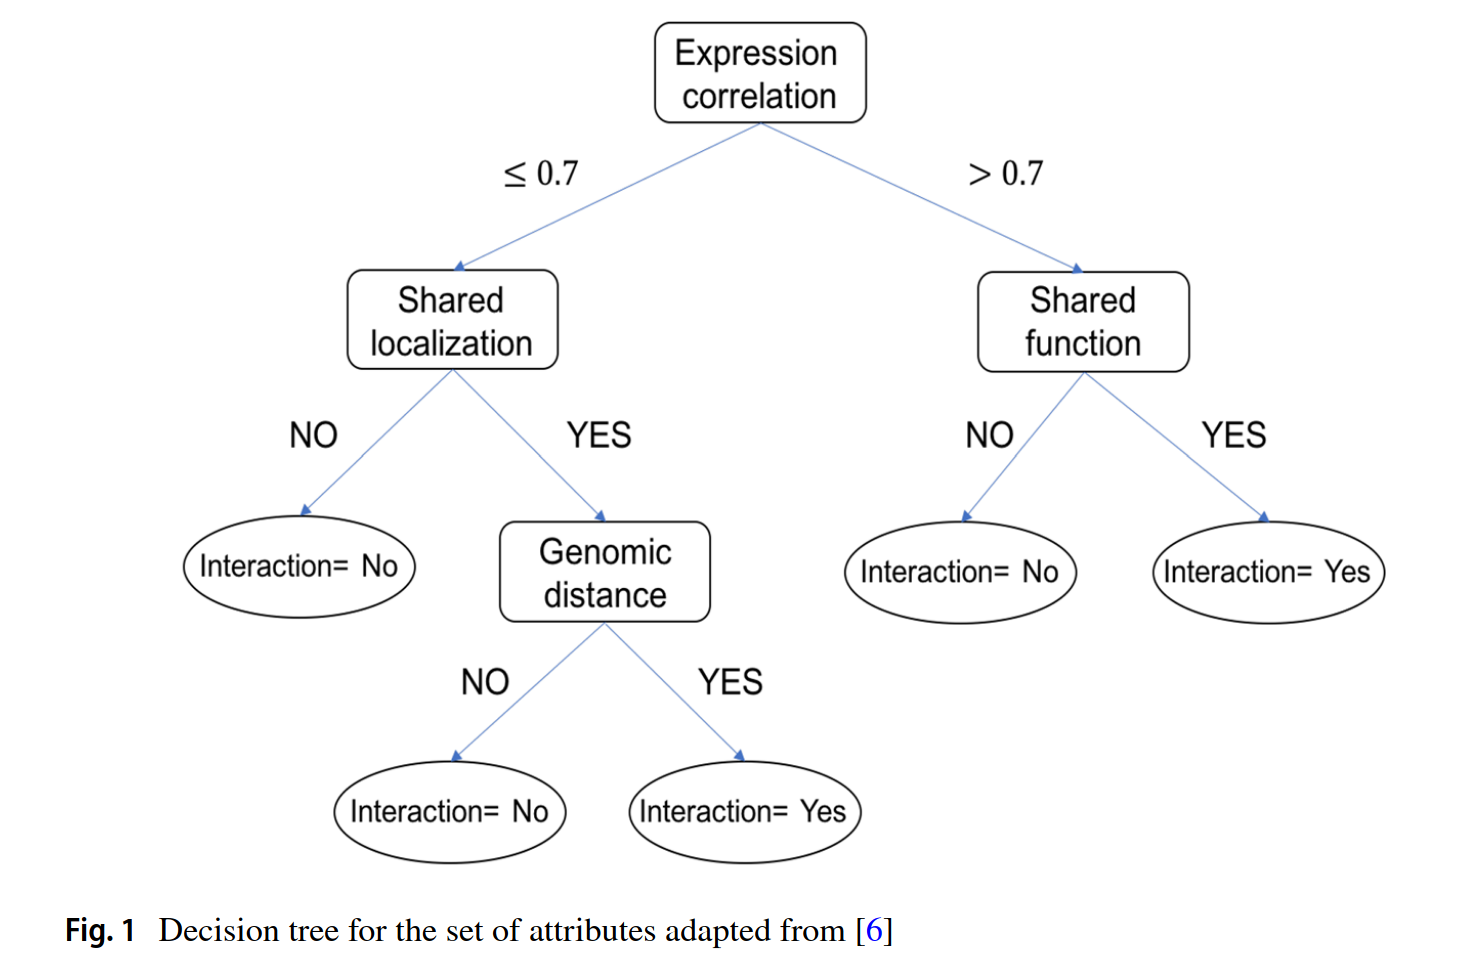 Expression
correlation
≤ 0.7
> 0.7
Shared
localization
Shared
function
NO
YES
NO
YES
Interaction= No
Genomic
distance
Interaction= No
Interaction= Yes
NO
YES
Interaction= No
Interaction= Yes
Fig. 1 Decision tree for the set of attributes adapted from [6]